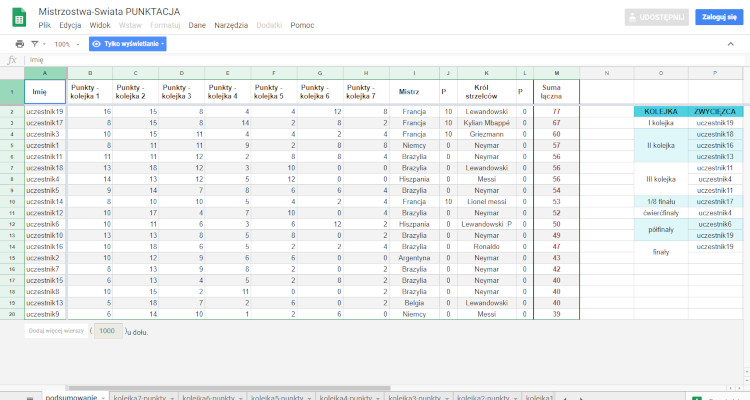 Mistrzostwa-Swiata PUNKTACJA
Plik Edycja Widok Wstaw Formatuj Dane Narzędzia Dodatki Pomoc
UDOSTĘPNIJ Zaloguj się
100% Tylko wyświetlanie
fx Imię
A B C D E F G H I J K L M N O P
1 Imię Punkty - kolejka 1 Punkty - kolejka 2 Punkty - kolejka 3 Punkty - kolejka 4 Punkty - kolejka 5 Punkty - kolejka 6 Punkty - kolejka 7 Mistrz P Król strzelców P Suma łączna
2 uczestnik19 16 15 8 4 4 12 8 Francja 10 Lewandowski 0 77 KOLEJKA ZWYCIĘZCA
3 uczestnik17 8 15 8 14 2 8 2 Francja 10 Kylian Mbappé 0 67 I kolejka uczestnik19
4 uczestnik3 10 15 11 4 4 2 4 Francja 10 Griezmann 0 60 uczestnik18
5 uczestnik1 8 11 11 9 2 8 8 Niemcy 0 Neymar 0 57 II kolejka uczestnik16
6 uczestnik11 11 11 12 2 8 8 4 Brazylia 0 Neymar 0 56 uczestnik13
7 uczestnik18 13 18 12 3 10 0 0 Brazylia 0 Lewandowski 0 56 uczestnik11
8 uczestnik4 14 13 12 5 12 0 0 Hiszpania 0 Messi 0 56 III kolejka uczestnik4
9 uczestnik5 9 14 7 8 6 6 4 Brazylia 0 Neymar 0 54 uczestnik11
10 uczestnik14 8 10 10 5 4 2 4 Francja 10 Lionel messi 0 53 1/8 finału uczestnik17
11 uczestnik12 10 17 4 7 10 0 4 Brazylia 0 Neymar 0 52 ćwierćfinały uczestnik4
12 uczestnik6 10 11 6 3 6 12 2 Hiszpania 0 Lewandowski :P 0 50 półfinały uczestnik6
13 uczestnik10 13 13 8 5 8 0 2 Brazylia 0 Neymar 0 49 uczestnik19
14 uczestnik16 10 18 6 5 2 2 4 Brazylia 0 Ronaldo 0 47 finały uczestnik19
15 uczestnik2 10 12 9 6 6 0 0 Argentyna 0 Neymar 0 43
16 uczestnik7 8 13 9 8 2 0 2 Brazylia 0 Neymar 0 42
17 uczestnik15 6 13 4 5 2 8 2 Brazylia 0 Neymar 0 40
18 uczestnik8 10 15 2 11 0 0 2 Brazylia 0 Neymar 0 40
19 uczestnik13 5 18 7 2 6 0 2 Belgia 0 Lewandowski 0 40
20 uczestnik9 6 14 10 1 2 6 0 Niemcy 0 Messi 0 39
Dodaj więcej wierszy ( 1000 )u dołu.
podsumowanie kolejka7-punkty kolejka6-punkty kolejka5-punkty kolejka4-punkty kolejka3-punkty kolejka2-punkty kolejka1